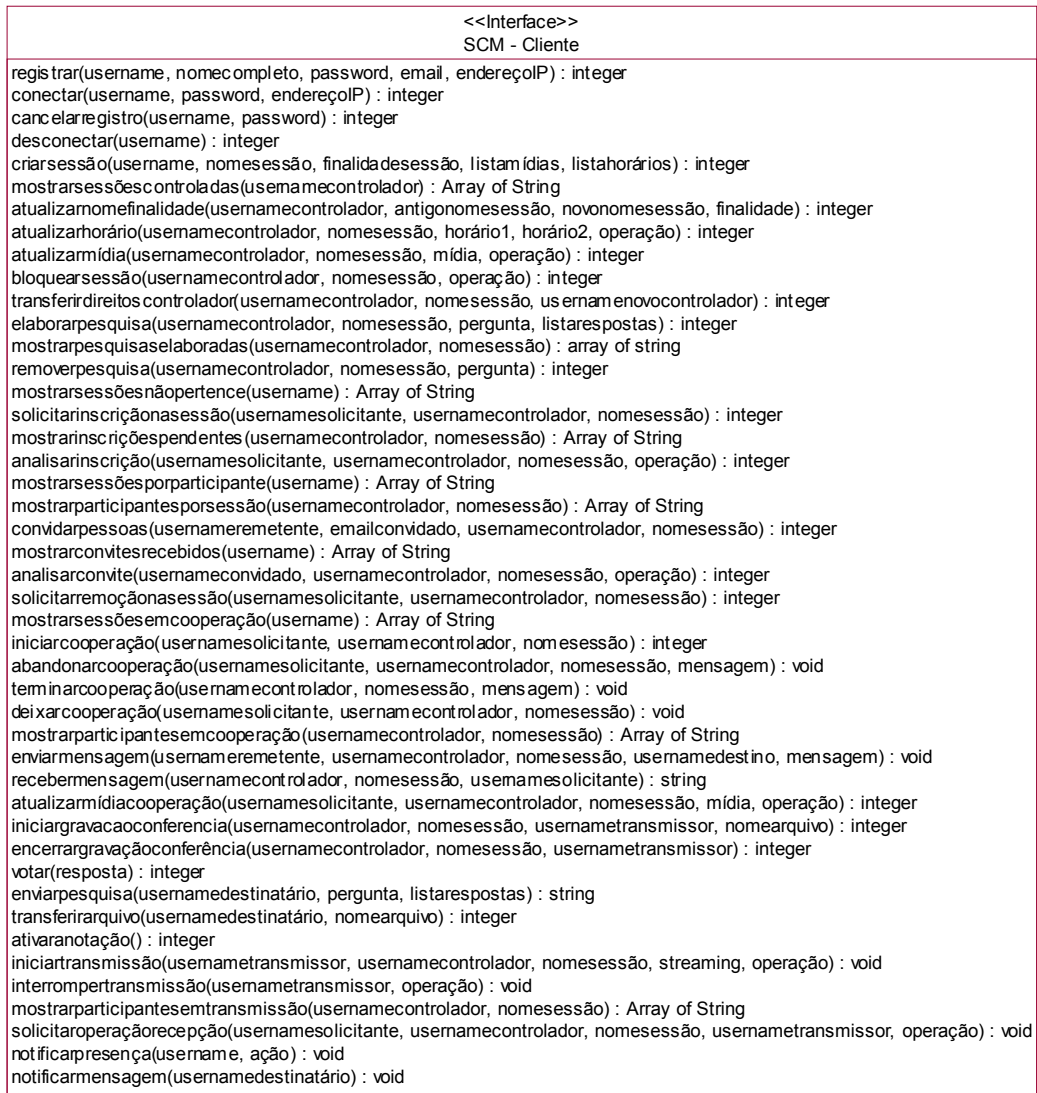 <<Interface>>
SCM - Cliente
registrar(username, nomecompleto, password, email, endereçoIP) : integer
conectar(username, password, endereçoIP) : integer
cancelarregistro(username, password) : integer
desconectar(username) : integer
criarsessão(username, nomesessão, finalidadesessão, listamídias, listahorários) : integer
mostrarsessõescontroladas(usernamecontrolador) : Array of String
atualizarnomefinalidade(usernamecontrolador, antigonomesessão, novonomesessão, finalidade) : integer
atualizarhorário(usernamecontrolador, nomesessão, horário1, horário2, operação) : integer
atualizarmídia(usernamecontrolador, nomesessão, mídia, operação) : integer
bloquearsessão(usernamecontrolador, nomesessão, operação) : integer
transferirdireitoscontrolador(usernamecontrolador, nomesessão, usernamenovocontrolador) : integer
elaborarpesquisa(usernamecontrolador, nomesessão, pergunta, listarespostas) : integer
mostrarpesquisaselaboradas(usernamecontrolador, nomesessão) : array of string
removerpesquisa(usernamecontrolador, nomesessão, pergunta) : integer
mostrarsessõesnãopertence(username) : Array of String
solicitarinscriçãonasessão(usernamesolicitante, usernamecontrolador, nomesessão) : integer
mostrarinscriçõespendentes(usernamecontrolador, nomesessão) : Array of String
analisarinscrição(usernamesolicitante, usernamecontrolador, nomesessão, operação) : integer
mostrarsessõesporparticipante(username) : Array of String
mostrarparticipantesporsessão(usernamecontrolador, nomesessão) : Array of String
convidarpessoas(usernameremetente, emailconvidado, usernamecontrolador, nomesessão) : integer
mostrarconvitesrecebidos(username) : Array of String
analisarconvite(usernameconvidado, usernamecontrolador, nomesessão, operação) : integer
solicitarremoçãonasessão(usernamesolicitante, usernamecontrolador, nomesessão) : integer
mostrarsessõesemcooperação(username) : Array of String
iniciarcooperação(usernamesolicitante, usernamecontrolador, nomesessão) : integer
abandonarcooperação(usernamesolicitante, usernamecontrolador, nomesessão, mensagem) : void
terminarcooperação(usernamecontrolador, nomesessão, mensagem) : void
deixarcooperação(usernamesolicitante, usernamecontrolador, nomesessão) : void
mostrarparticipantesemcooperação(usernamecontrolador, nomesessão) : Array of String
enviarmensagem(usernameremetente, usernamecontrolador, nomesessão, usernamedestino, mensagem) : void
recebermensagem(usernamecontrolador, nomesessão, usernamesolicitante) : string
atualizarmídiacooperação(usernamesolicitante, usernamecontrolador, nomesessão, mídia, operação) : integer
iniciargravacaoconferencia(usernamecontrolador, nomesessão, usernametransmissor, nomearquivo) : integer
encerrargravaçãoconferência(usernamecontrolador, nomesessão, usernametransmissor) : integer
votar(resposta) : integer
enviarpesquisa(usernamedestinatário, pergunta, listarespostas) : string
transferirarquivo(usernamedestinatário, nomearquivo) : integer
ativaranotação() : integer
iniciartransmissão(usernametransmissor, usernamecontrolador, nomesessão, streaming, operação) : void
interrompertransmissão(usernametransmissor, operação) : void
mostrarparticipantesemtransmissão(usernamecontrolador, nomesessão) : Array of String
solicitaroperaçãorecepção(usernamesolicitante, usernamecontrolador, nomesessão, usernametransmissor, operação) : void
notificarpresença(username, ação) : void
notificarmensagem(usernamedestinatário) : void